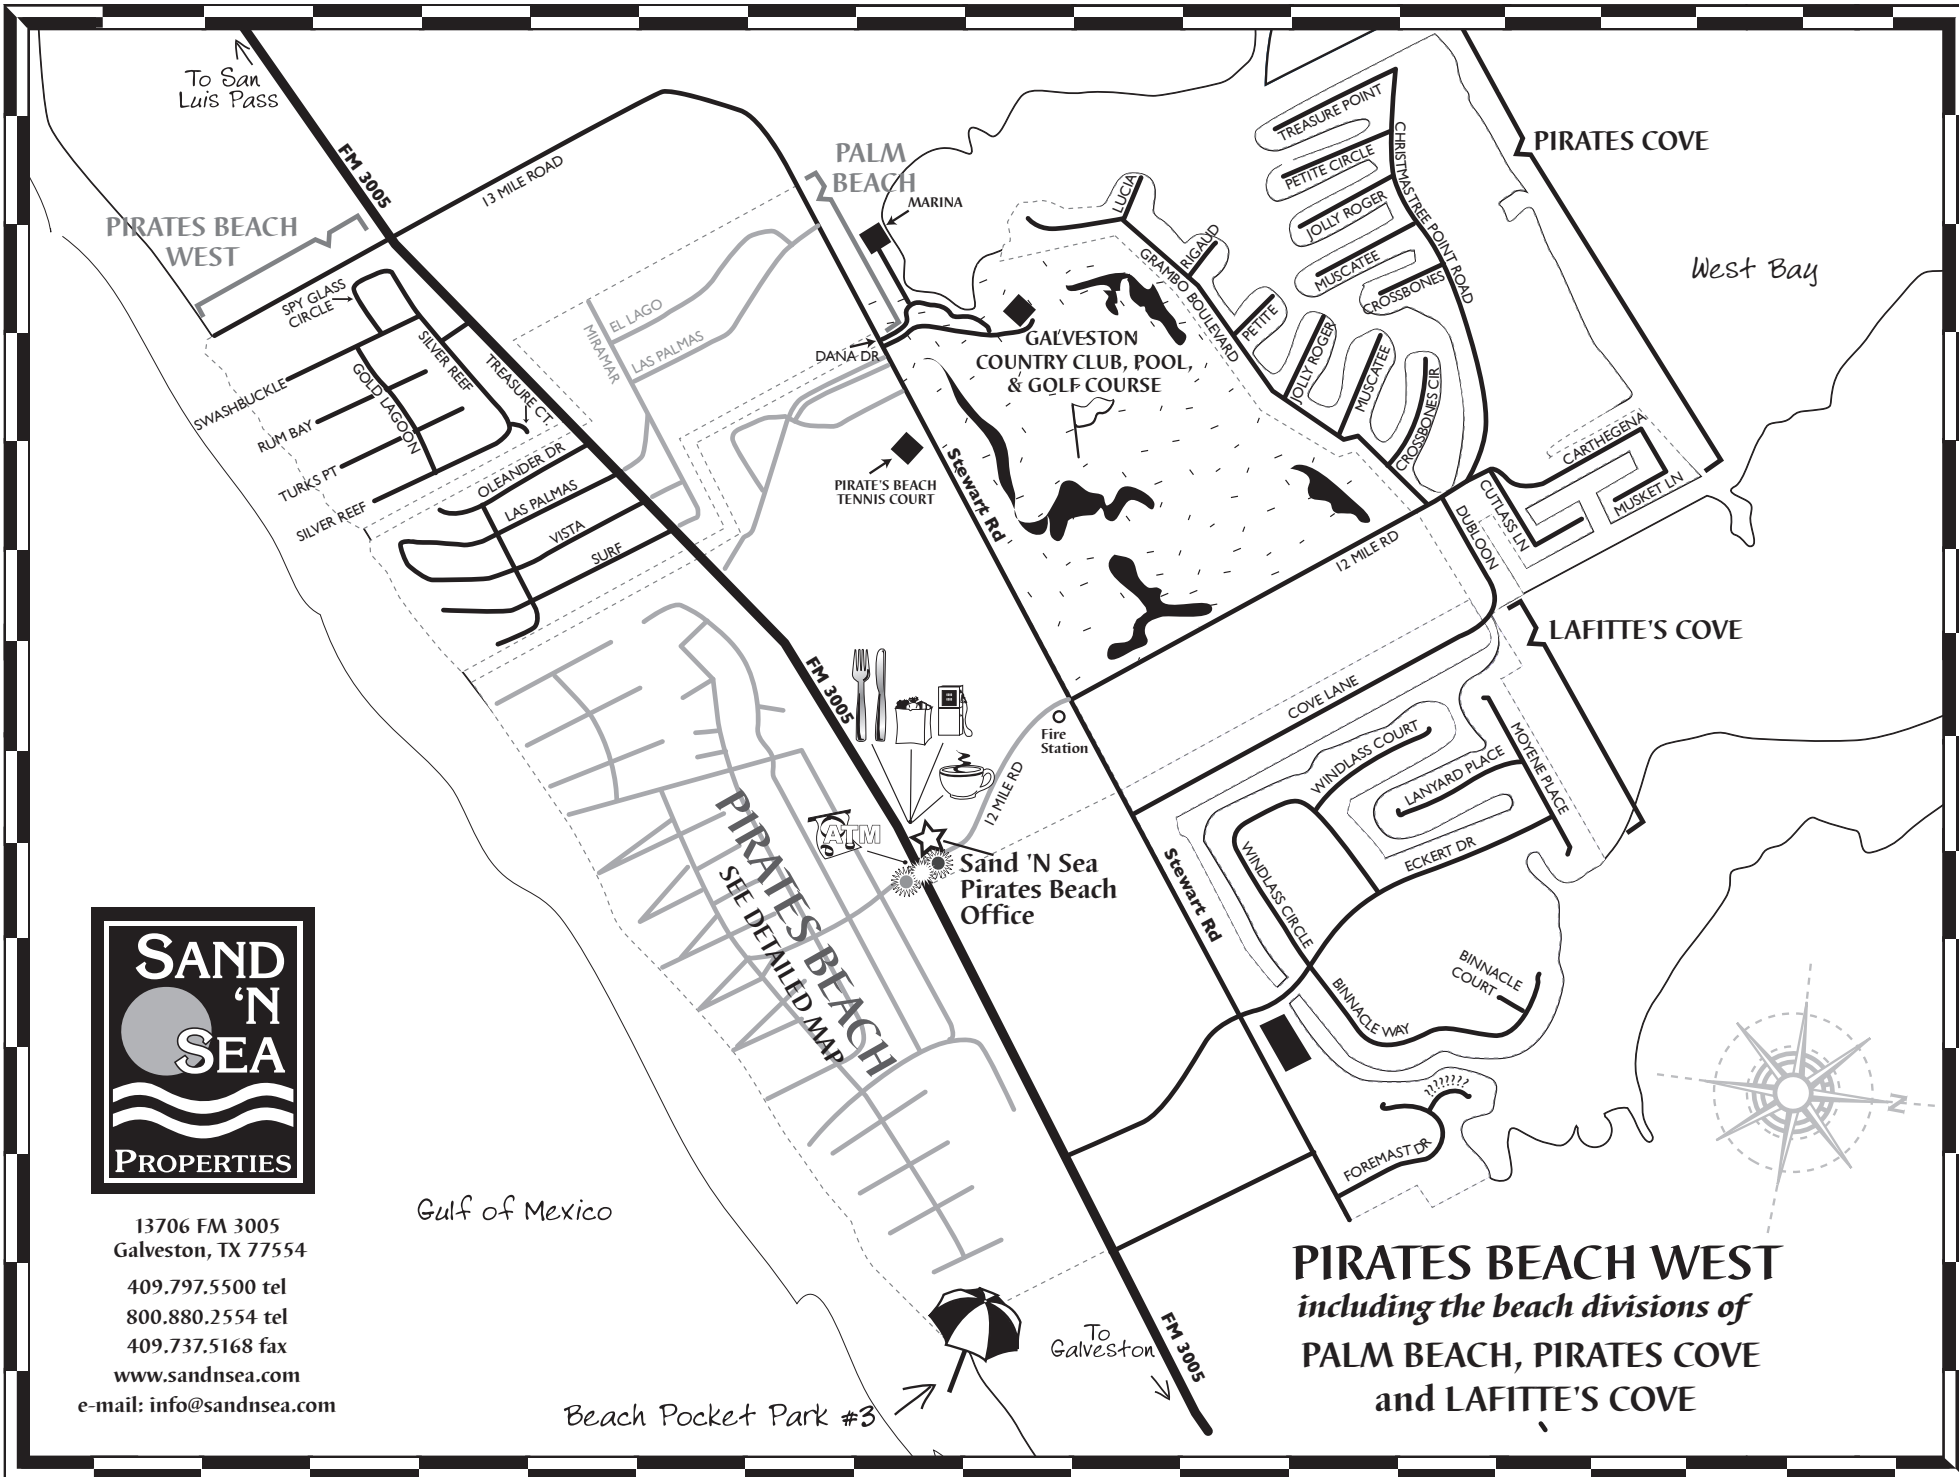 To San
Luis Pass
FM 3005
13 MILE ROAD
PALM
BEACH
MARINA
PIRATES BEACH
WEST
SPY GLASS
CIRCLE
SILVER REEF
TREASURE CT.
GOLD LAGOON
SWASHBUCKLE
RUM BAY
TURKS PT
SILVER REEF
OLEANDER DR
LAS PALMAS
VISTA
SURF
MIRAMAR
EL LAGO
LAS PALMAS
DANA DR
GALVESTON
COUNTRY CLUB, POOL,
& GOLF COURSE
PIRATE'S BEACH
TENNIS COURT
Stewart Rd
LUCIA
RIGAUD
GRAMBO BOULEVARD
PETITE
JOLLY ROGER
MUSCATEE
CROSSBONES CIR
TREASURE POINT
PETITE CIRCLE
JOLLY ROGER
MUSCATEE
CROSSBONES
CHRISTMAS TREE POINT ROAD
PIRATES COVE
West Bay
CARTHEGENA
MUSKET LN
CUTLASS LN
DUBLOON
12 MILE RD
LAFITTE'S COVE
COVE LANE
WINDLASS COURT
LANYARD PLACE
MOYENE PLACE
ECKERT DR
WINDLASS CIRCLE
BINNACLE WAY
BINNACLE
COURT
???????
FOREMAST DR
Stewart Rd
Fire
Station
12 MILE RD
FM 3005
ATM
Sand 'N Sea
Pirates Beach
Office
PIRATES BEACH
SEE DETAILED MAP
N
SAND
'N
SEA
PROPERTIES
13706 FM 3005
Galveston, TX 77554
409.797.5500 tel
800.880.2554 tel
409.737.5168 fax
www.sandnsea.com
e-mail: info@sandnsea.com
Gulf of Mexico
Beach Pocket Park #3
To
Galveston
FM 3005
PIRATES BEACH WEST
including the beach divisions of
PALM BEACH, PIRATES COVE
and LAFITTE'S COVE